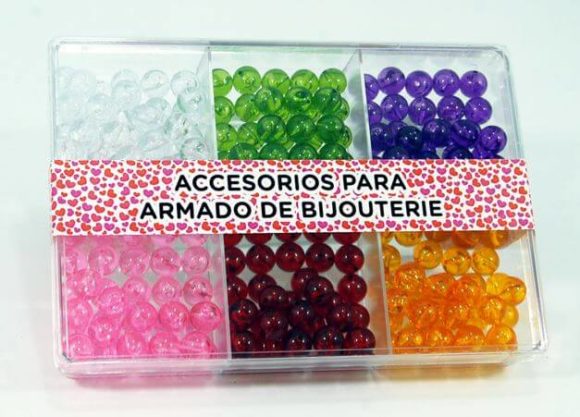 ACCESORIOS PARA
ARMADO DE BIJOUTERIE